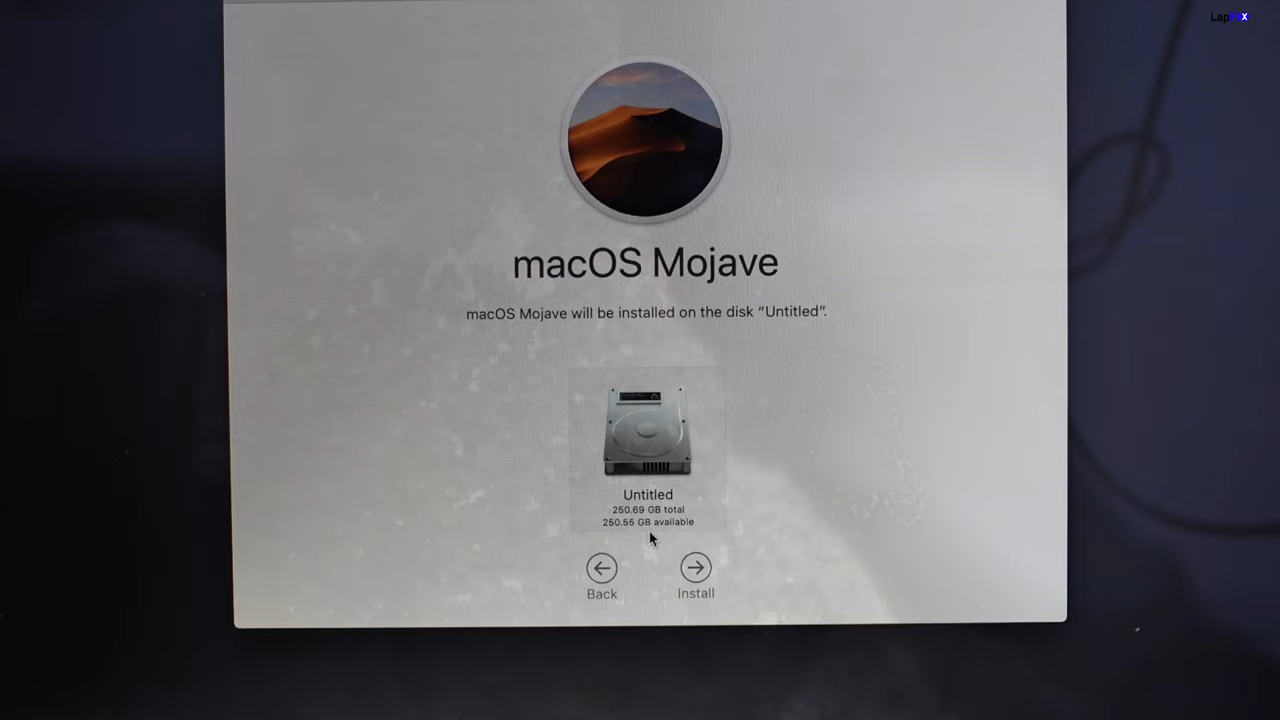 LapFix
macOS Mojave
macOS Mojave will be installed on the disk “Untitled”.
Untitled
250.69 GB total
250.55 GB available
Back
Install